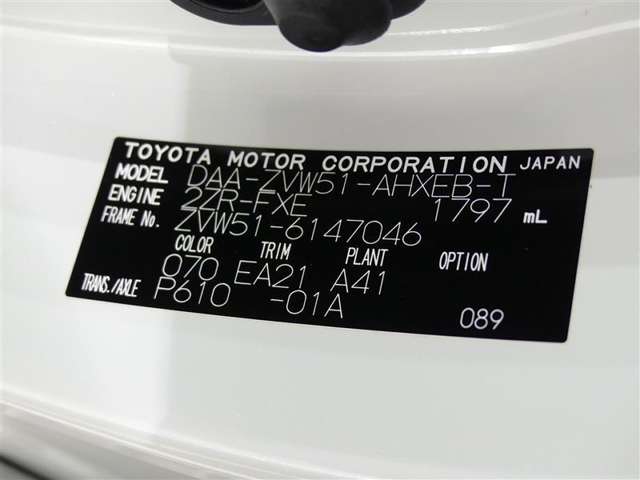 TOYOTA MOTOR CORPORATION JAPAN
MODEL DAA-ZVW51-AHXEB-T
ENGINE 2ZR-FXE 1797 mL
FRAME No. ZVW51-6147046
COLOR TRIM PLANT OPTION
070 EA21 A41
TRANS./AXLE P610 -01A
089